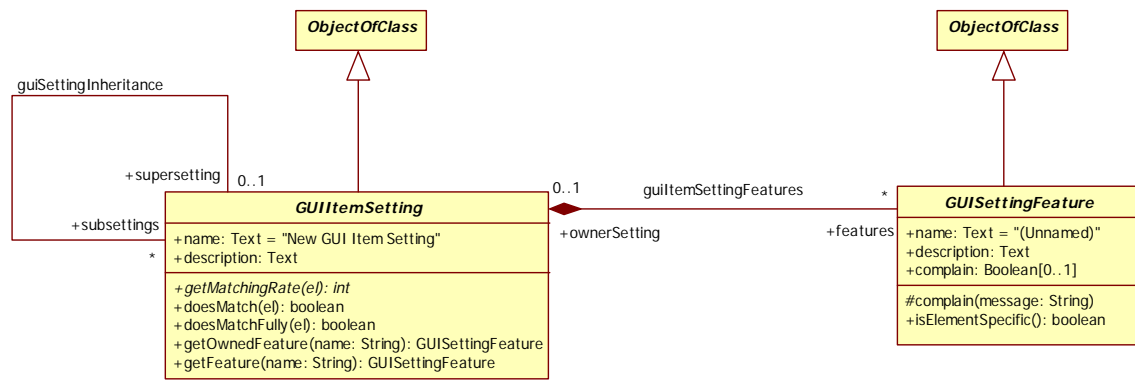 ObjectOfClass
ObjectOfClass
guiSettingInheritance
+supersetting
0..1
+subsettings
*
GUIItemSetting
+name: Text = "New GUI Item Setting"
+description: Text
+getMatchingRate(el): int
+doesMatch(el): boolean
+doesMatchFully(el): boolean
+getOwnedFeature(name: String): GUISettingFeature
+getFeature(name: String): GUISettingFeature
0..1
+ownerSetting
guiItemSettingFeatures
*
+features
GUISettingFeature
+name: Text = "(Unnamed)"
+description: Text
+complain: Boolean[0..1]
#complain(message: String)
+isElementSpecific(): boolean